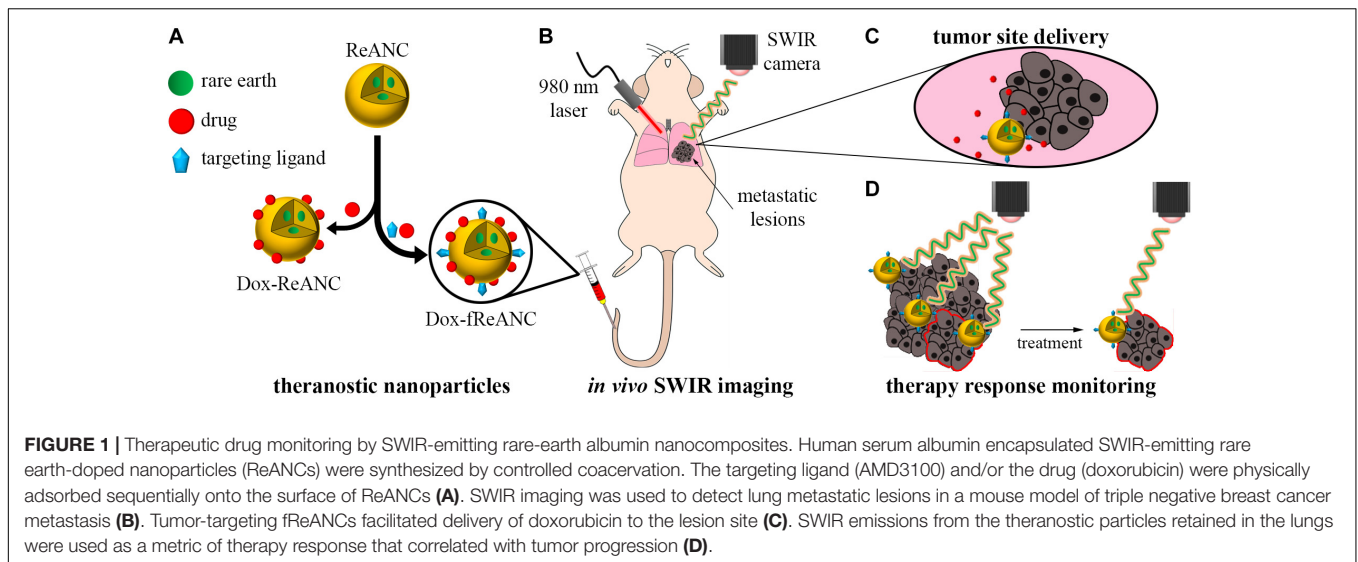 A
ReANC
rare earth
drug
targeting ligand
Dox-ReANC
Dox-fReANC
theranostic nanoparticles
B
980 nm
laser
SWIR
camera
metastatic
lesions
in vivo SWIR imaging
C
tumor site delivery
D
treatment
therapy response monitoring
FIGURE 1 | Therapeutic drug monitoring by SWIR-emitting rare-earth albumin nanocomposites. Human serum albumin encapsulated SWIR-emitting rare
earth-doped nanoparticles (ReANCs) were synthesized by controlled coacervation. The targeting ligand (AMD3100) and/or the drug (doxorubicin) were physically
adsorbed sequentially onto the surface of ReANCs (A). SWIR imaging was used to detect lung metastatic lesions in a mouse model of triple negative breast cancer
metastasis (B). Tumor-targeting fReANCs facilitated delivery of doxorubicin to the lesion site (C). SWIR emissions from the theranostic particles retained in the lungs
were used as a metric of therapy response that correlated with tumor progression (D).